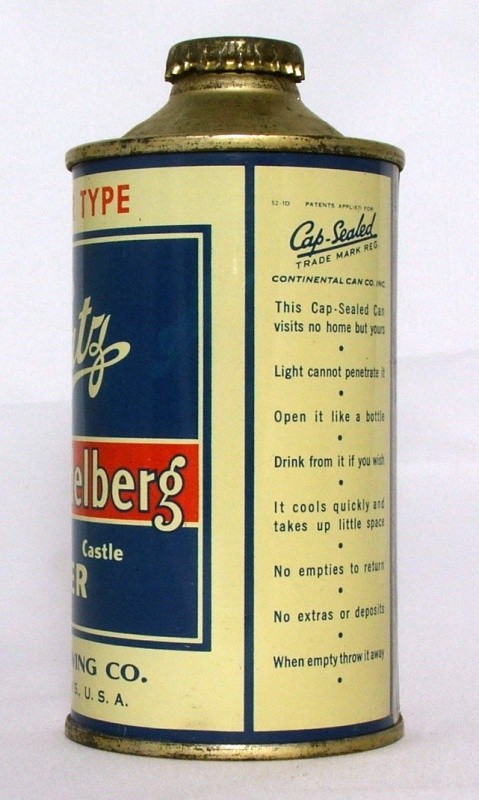 TYPE
elberg
Castle
ER
ING CO.
S, U. S. A.
52-1D PATENTS APPLIED FOR
Cap-Sealed
TRADE MARK REG.
CONTINENTAL CAN CO. INC.
This Cap-Sealed Can
visits no home but yours
•
Light cannot penetrate it
•
Open it like a bottle
•
Drink from it if you wish
•
It cools quickly and
takes up little space
•
No empties to return
•
No extras or deposits
•
When empty throw it away
•